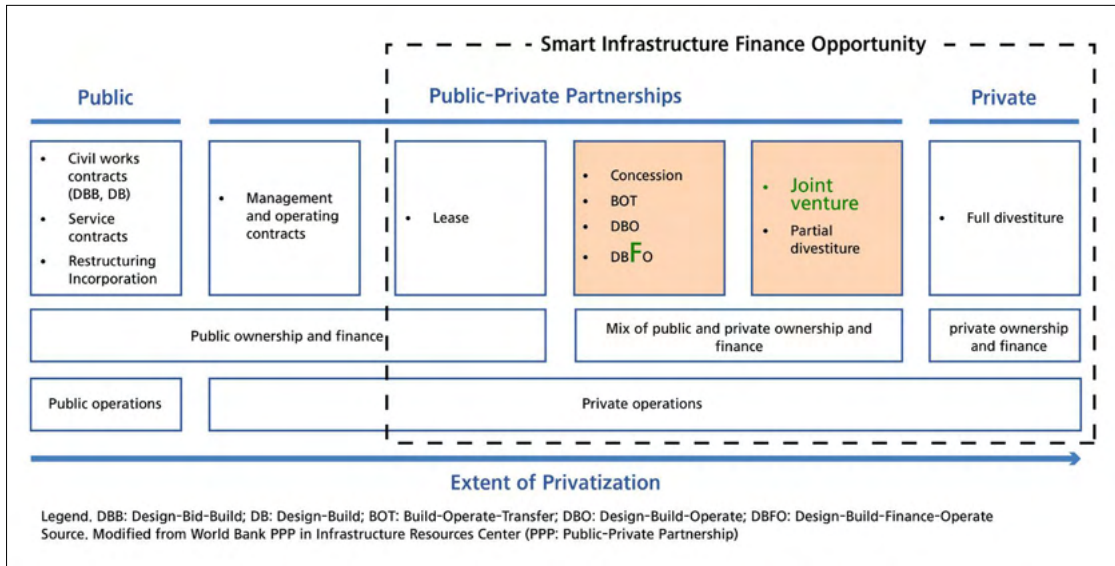 Smart Infrastructure Finance Opportunity
Public
Public-Private Partnerships
Private
• Civil works
contracts
(DBB, DB)
• Service
contracts
• Restructuring
Incorporation
• Management
and operating
contracts
• Lease
• Concession
• BOT
• DBO
• DBFO
• Joint
venture
• Partial
divestiture
• Full divestiture
Public ownership and finance
Mix of public and private ownership and
finance
private ownership
and finance
Public operations
Private operations
Extent of Privatization
Legend. DBB: Design-Bid-Build; DB: Design-Build; BOT: Build-Operate-Transfer; DBO: Design-Build-Operate; DBFO: Design-Build-Finance-Operate
Source. Modified from World Bank PPP in Infrastructure Resources Center (PPP: Public-Private Partnership)